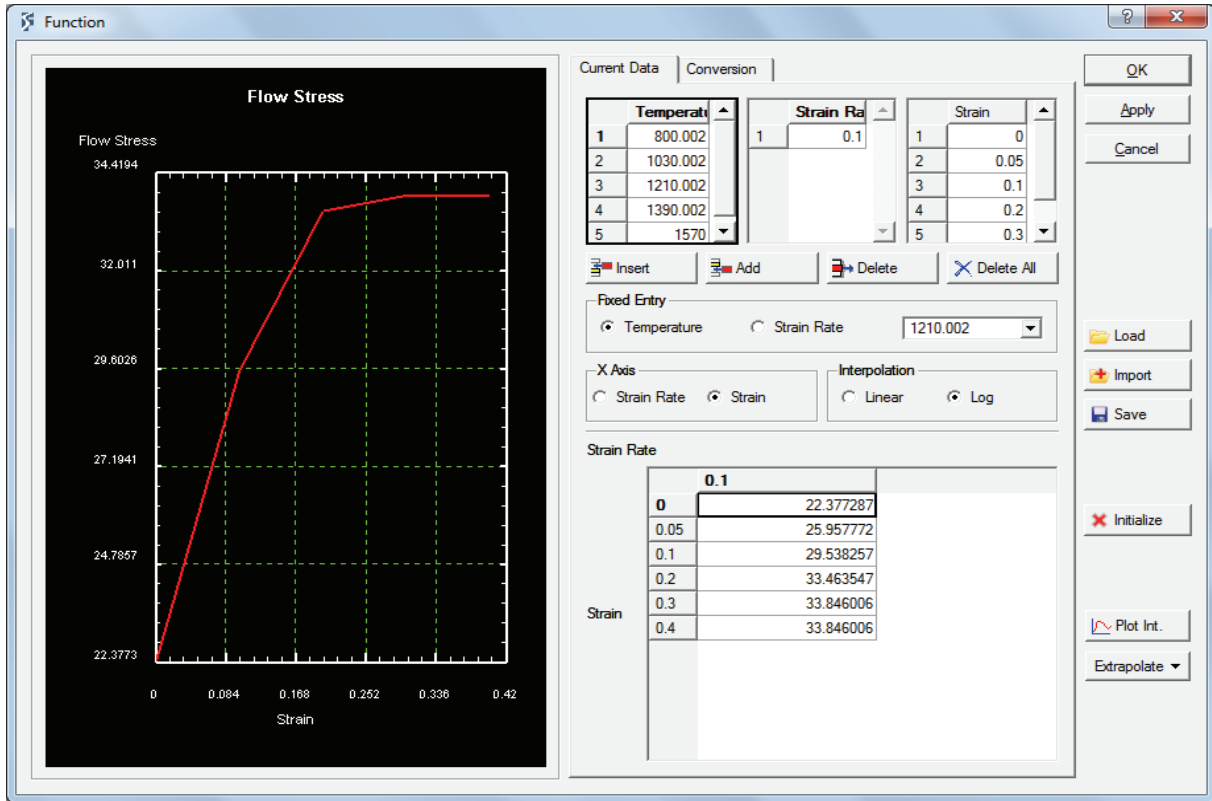 Function
Flow Stress
Flow Stress
34.4194
32.011
29.6026
27.1941
24.7857
22.3773
0 0.084 0.168 0.252 0.336 0.42
Strain
Current Data Conversion
Temperatu
1 800.002
2 1030.002
3 1210.002
4 1390.002
5 1570
Strain Ra
1 0.1
Strain
1 0
2 0.05
3 0.1
4 0.2
5 0.3
Insert Add Delete Delete All
Fixed Entry
Temperature Strain Rate 1210.002
X Axis
Strain Rate Strain
Interpolation
Linear Log
Strain Rate
0.1
0 22.377287
0.05 25.957772
0.1 29.538257
0.2 33.463547
0.3 33.846006
0.4 33.846006
Strain
OK
Apply
Cancel
Load
Import
Save
Initialize
Plot Int.
Extrapolate